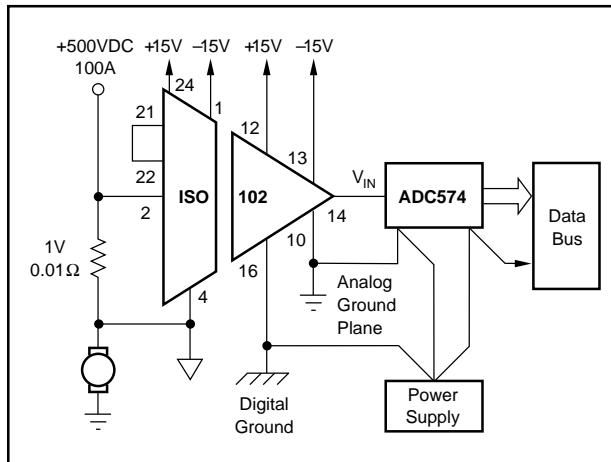 +500VDC
100A
+15V
–15V
+15V
–15V
24
1
21
22
2
4
ISO
12
13
102
14
10
16
V_IN
ADC574
Data
Bus
1V
0.01Ω
Analog
Ground
Plane
Digital
Ground
Power
Supply